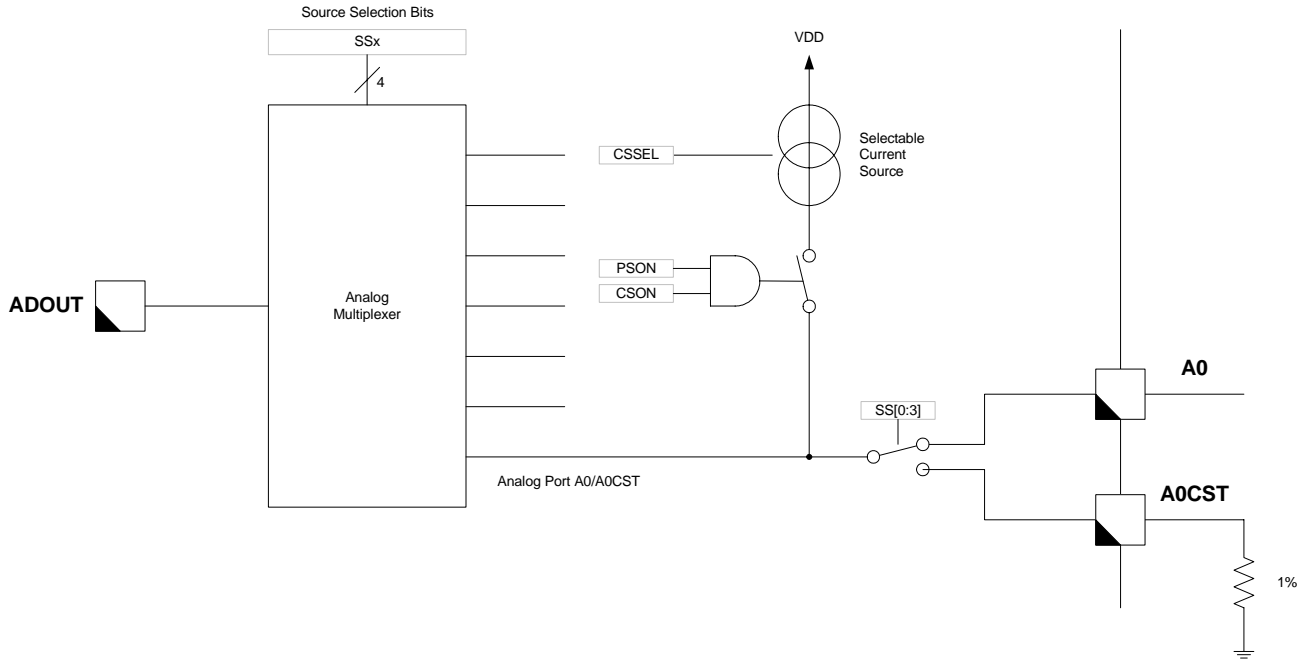 Source Selection Bits
SSx
4
VDD
CSSEL
Selectable
Current
Source
PSON
CSON
ADOUT
Analog
Multiplexer
A0
SS[0:3]
Analog Port A0/A0CST
A0CST
1%